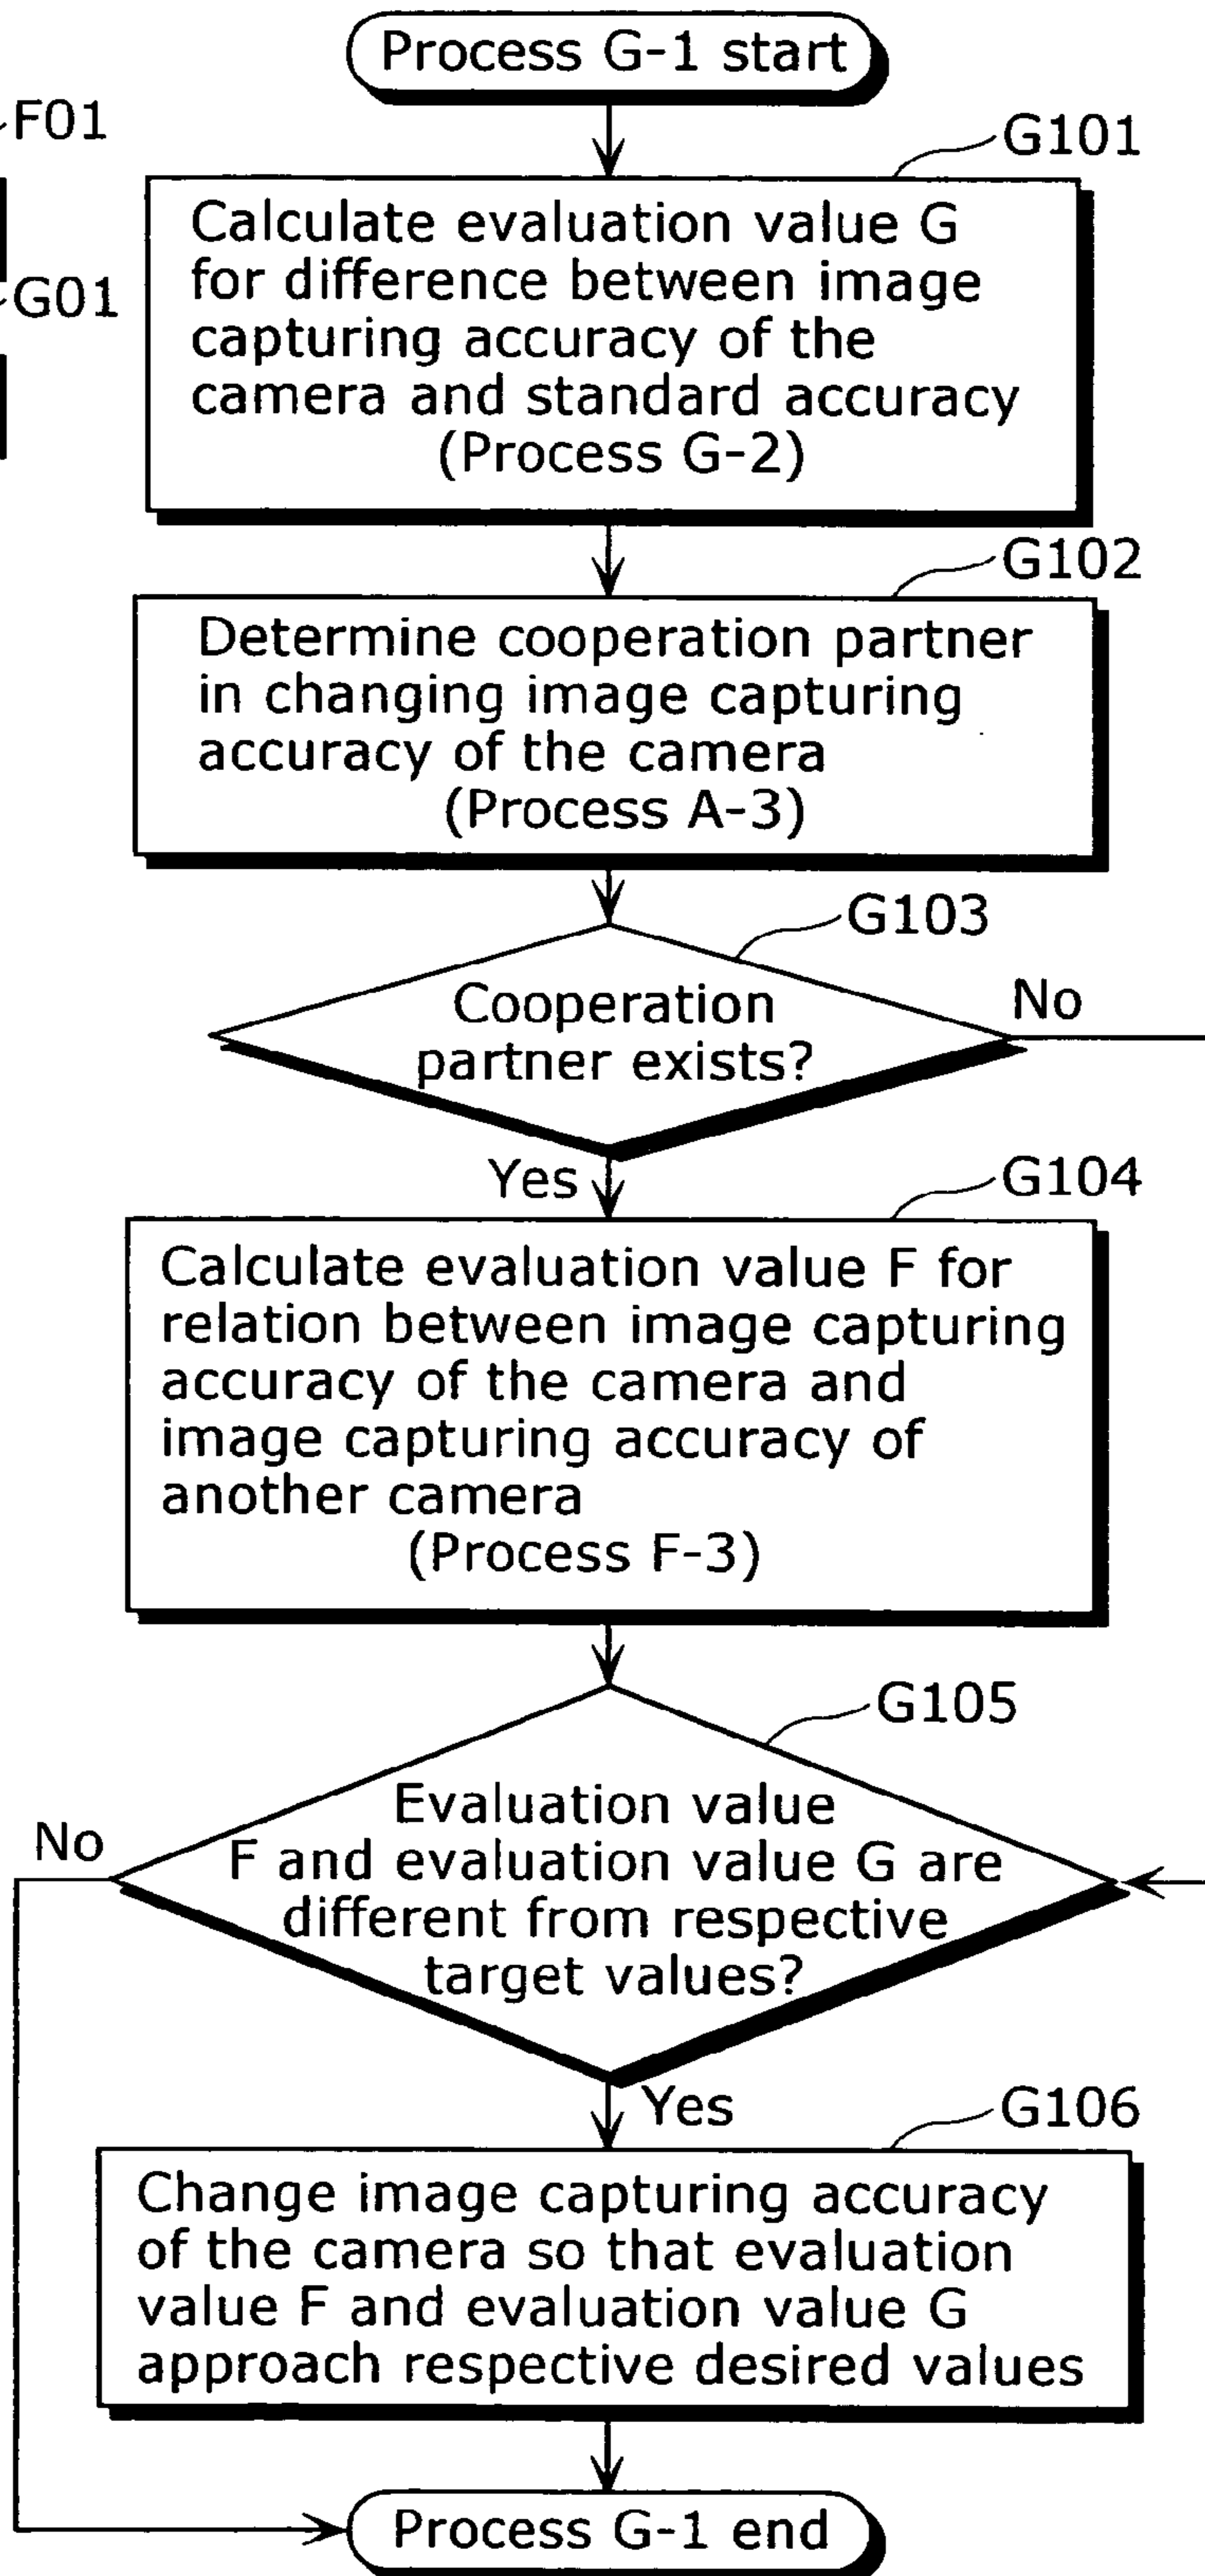 Process G-1 start
F01
G01
G101
Calculate evaluation value G
for difference between image
capturing accuracy of the
camera and standard accuracy
(Process G-2)
G102
Determine cooperation partner
in changing image capturing
accuracy of the camera
(Process A-3)
G103
Cooperation
partner exists?
No
Yes
G104
Calculate evaluation value F for
relation between image capturing
accuracy of the camera and
image capturing accuracy of
another camera
(Process F-3)
G105
Evaluation value
F and evaluation value G are
different from respective
target values?
No
Yes
G106
Change image capturing accuracy
of the camera so that evaluation
value F and evaluation value G
approach respective desired values
Process G-1 end